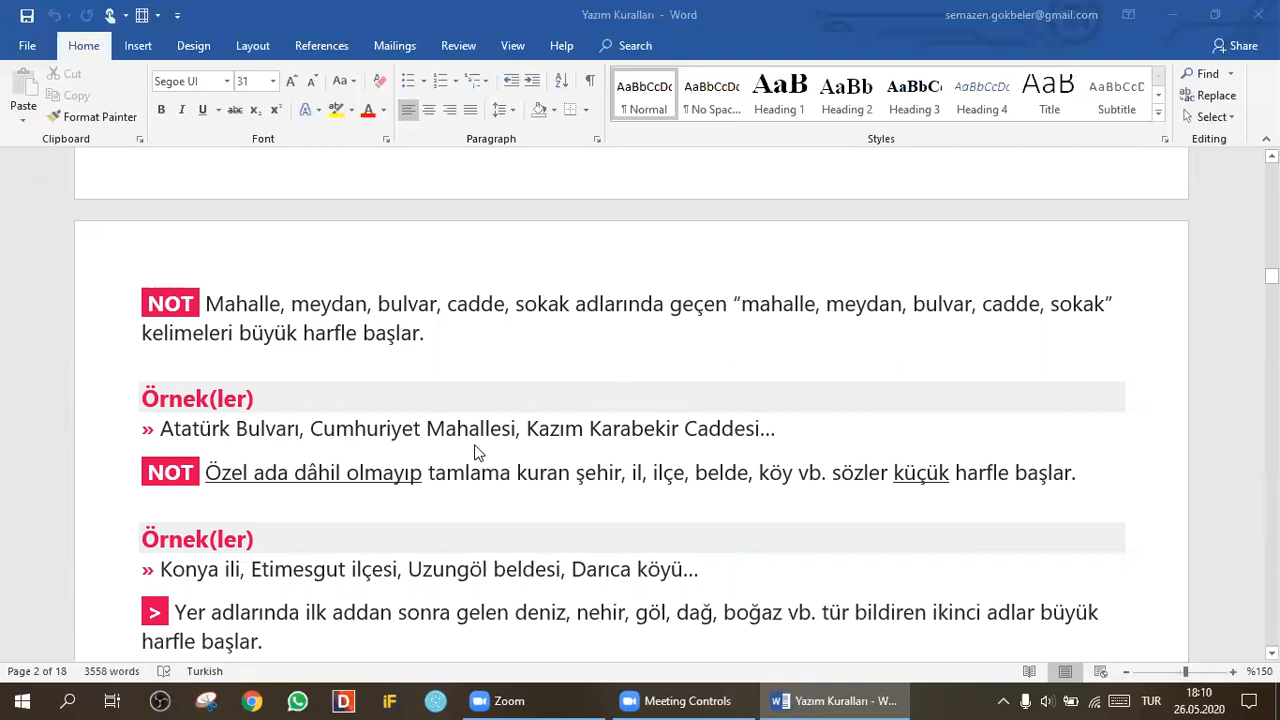 Yazım Kuralları - Word
semazen.gokbeler@gmail.com
File Home Insert Design Layout References Mailings Review View Help Search Share
Paste
Cut
Copy
Format Painter
Clipboard
Segoe UI 31
Font
Paragraph
AaBbCcDc AaBbCcDc AaB AaBb AaBbC AaBbCcDc AaB AaBbCcD
¶ Normal ¶ No Spac... Heading 1 Heading 2 Heading 3 Heading 4 Title Subtitle
Styles
Find
Replace
Select
Editing
NOT Mahalle, meydan, bulvar, cadde, sokak adlarında geçen “mahalle, meydan, bulvar, cadde, sokak”
kelimeleri büyük harfle başlar.
Örnek(ler)
» Atatürk Bulvarı, Cumhuriyet Mahallesi, Kazım Karabekir Caddesi...
NOT Özel ada dâhil olmayıp tamlama kuran şehir, il, ilçe, belde, köy vb. sözler küçük harfle başlar.
Örnek(ler)
» Konya ili, Etimesgut ilçesi, Uzungöl beldesi, Darıca köyü...
> Yer adlarında ilk addan sonra gelen deniz, nehir, göl, dağ, boğaz vb. tür bildiren ikinci adlar büyük
harfle başlar.
Page 2 of 18 3558 words Turkish %150
Zoom Meeting Controls Yazım Kuralları - W... TUR 18:10
26.05.2020